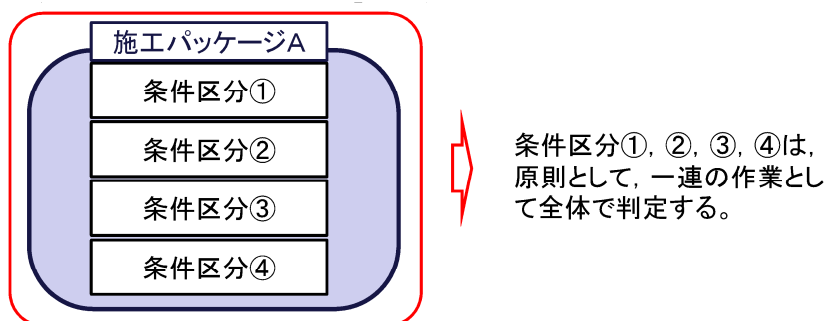 施工パッケージA
条件区分①
条件区分②
条件区分③
条件区分④
条件区分①, ②, ③, ④は,
原則として, 一連の作業とし
て全体で判定する。